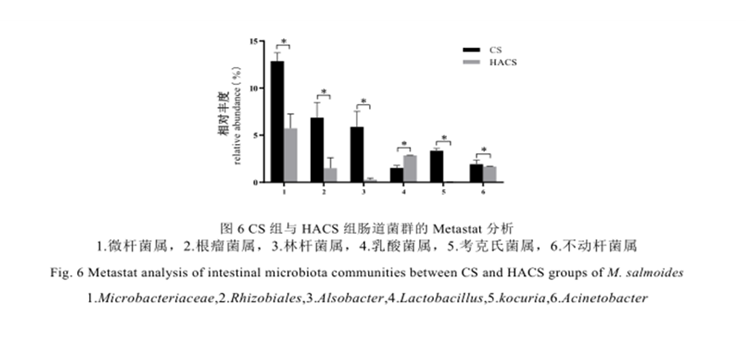 15
10
5
0
相对丰度
relative abundance (%)
* * * * * *
CS
HACS
1 2 3 4 5 6
图 6 CS 组与 HACS 组肠道菌群的 Metastat 分析
1.微杆菌属，2.根瘤菌属，3.林杆菌属，4.乳酸菌属，5.考克氏菌属，6.不动杆菌属
Fig. 6 Metastat analysis of intestinal microbiota communities between CS and HACS groups of M. salmoides
1.Microbacteriaceae,2.Rhizobiales,3.Alsobacter,4.Lactobacillus,5.kocuria,6.Acinetobacter